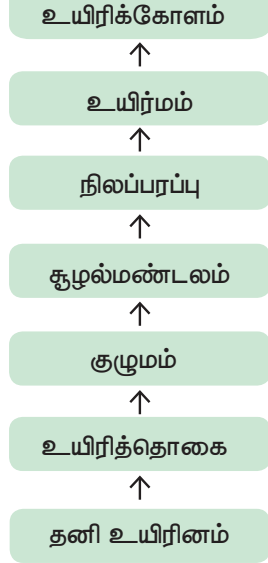 உயிரிக்கோளம்
உயிர்மம்
நிலப்பரப்பு
சூழல்மண்டலம்
குழுமம்
உயிரித்தொகை
தனி உயிரினம்